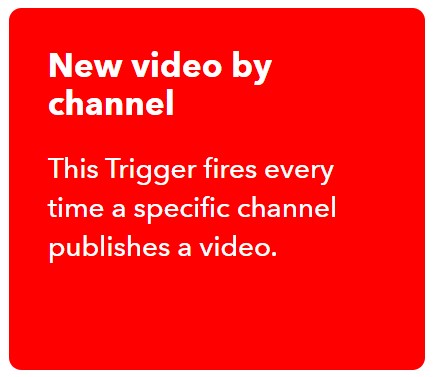 New video by
channel
This Trigger fires every
time a specific channel
publishes a video.